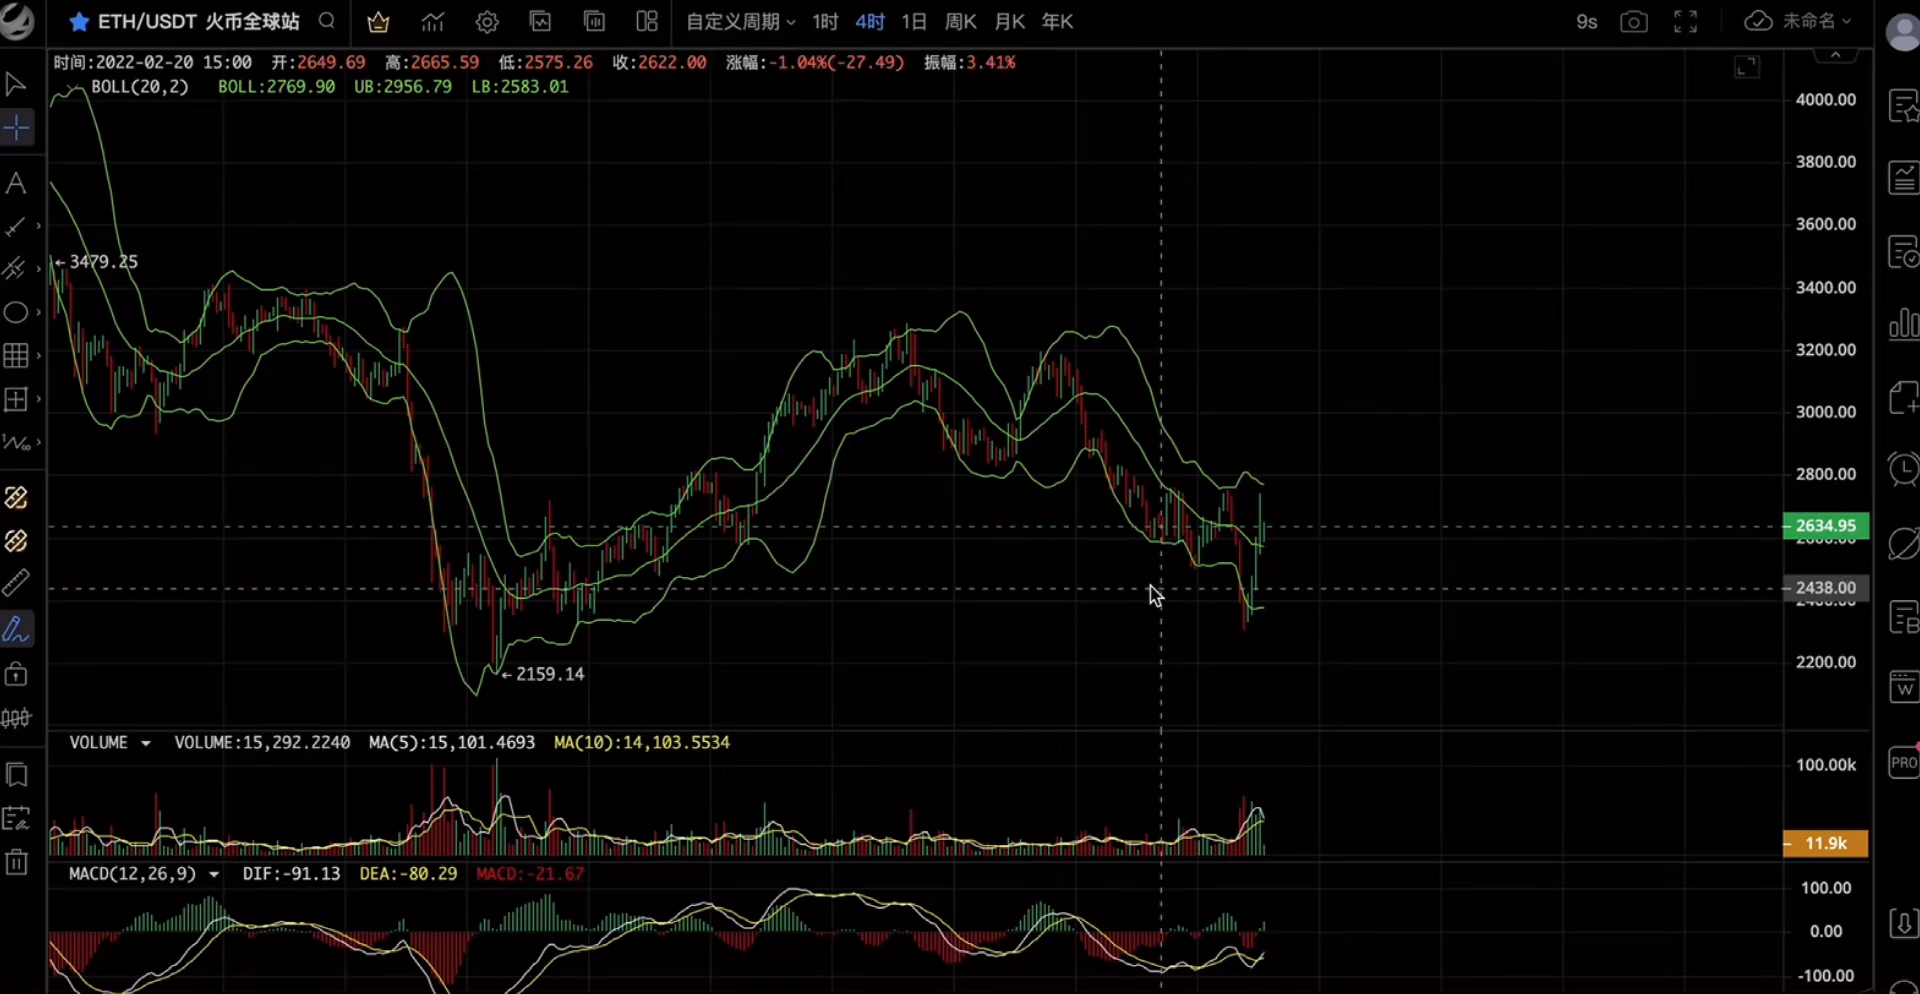 ETH/USDT 火币全球站 自定义周期 1时 4时 1日 周K 月K 年K 9s 未命名
时间:2022-02-20 15:00 开:2649.69 高:2665.59 低:2575.26 收:2622.00 涨幅:-1.04%(-27.49) 振幅:3.41%
BOLL(20,2) BOLL:2769.90 UB:2956.79 LB:2583.01
4000.00
3800.00
3600.00
←3479.25
3400.00
3200.00
3000.00
2800.00
2634.95
2600.00
2438.00
2400.00
2200.00
←2159.14
VOLUME VOLUME:15,292.2240 MA(5):15,101.4693 MA(10):14,103.5534
100.00k
11.9k
MACD(12,26,9) DIF:-91.13 DEA:-80.29 MACD:-21.67
100.00
0.00
-100.00
A
B
W
PRO